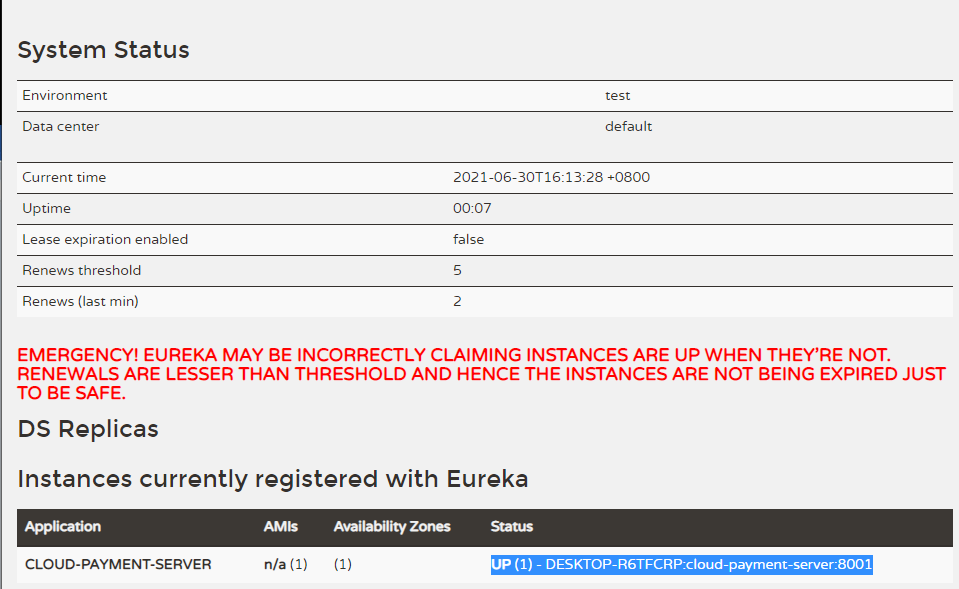 System Status
Environment test
Data center default
Current time 2021-06-30T16:13:28 +0800
Uptime 00:07
Lease expiration enabled false
Renews threshold 5
Renews (last min) 2
EMERGENCY! EUREKA MAY BE INCORRECTLY CLAIMING INSTANCES ARE UP WHEN THEY'RE NOT.
RENEWALS ARE LESSER THAN THRESHOLD AND HENCE THE INSTANCES ARE NOT BEING EXPIRED JUST
TO BE SAFE.
DS Replicas
Instances currently registered with Eureka
Application AMIs Availability Zones Status
CLOUD-PAYMENT-SERVER n/a (1) (1) UP (1) - DESKTOP-R6TFCRP:cloud-payment-server:8001